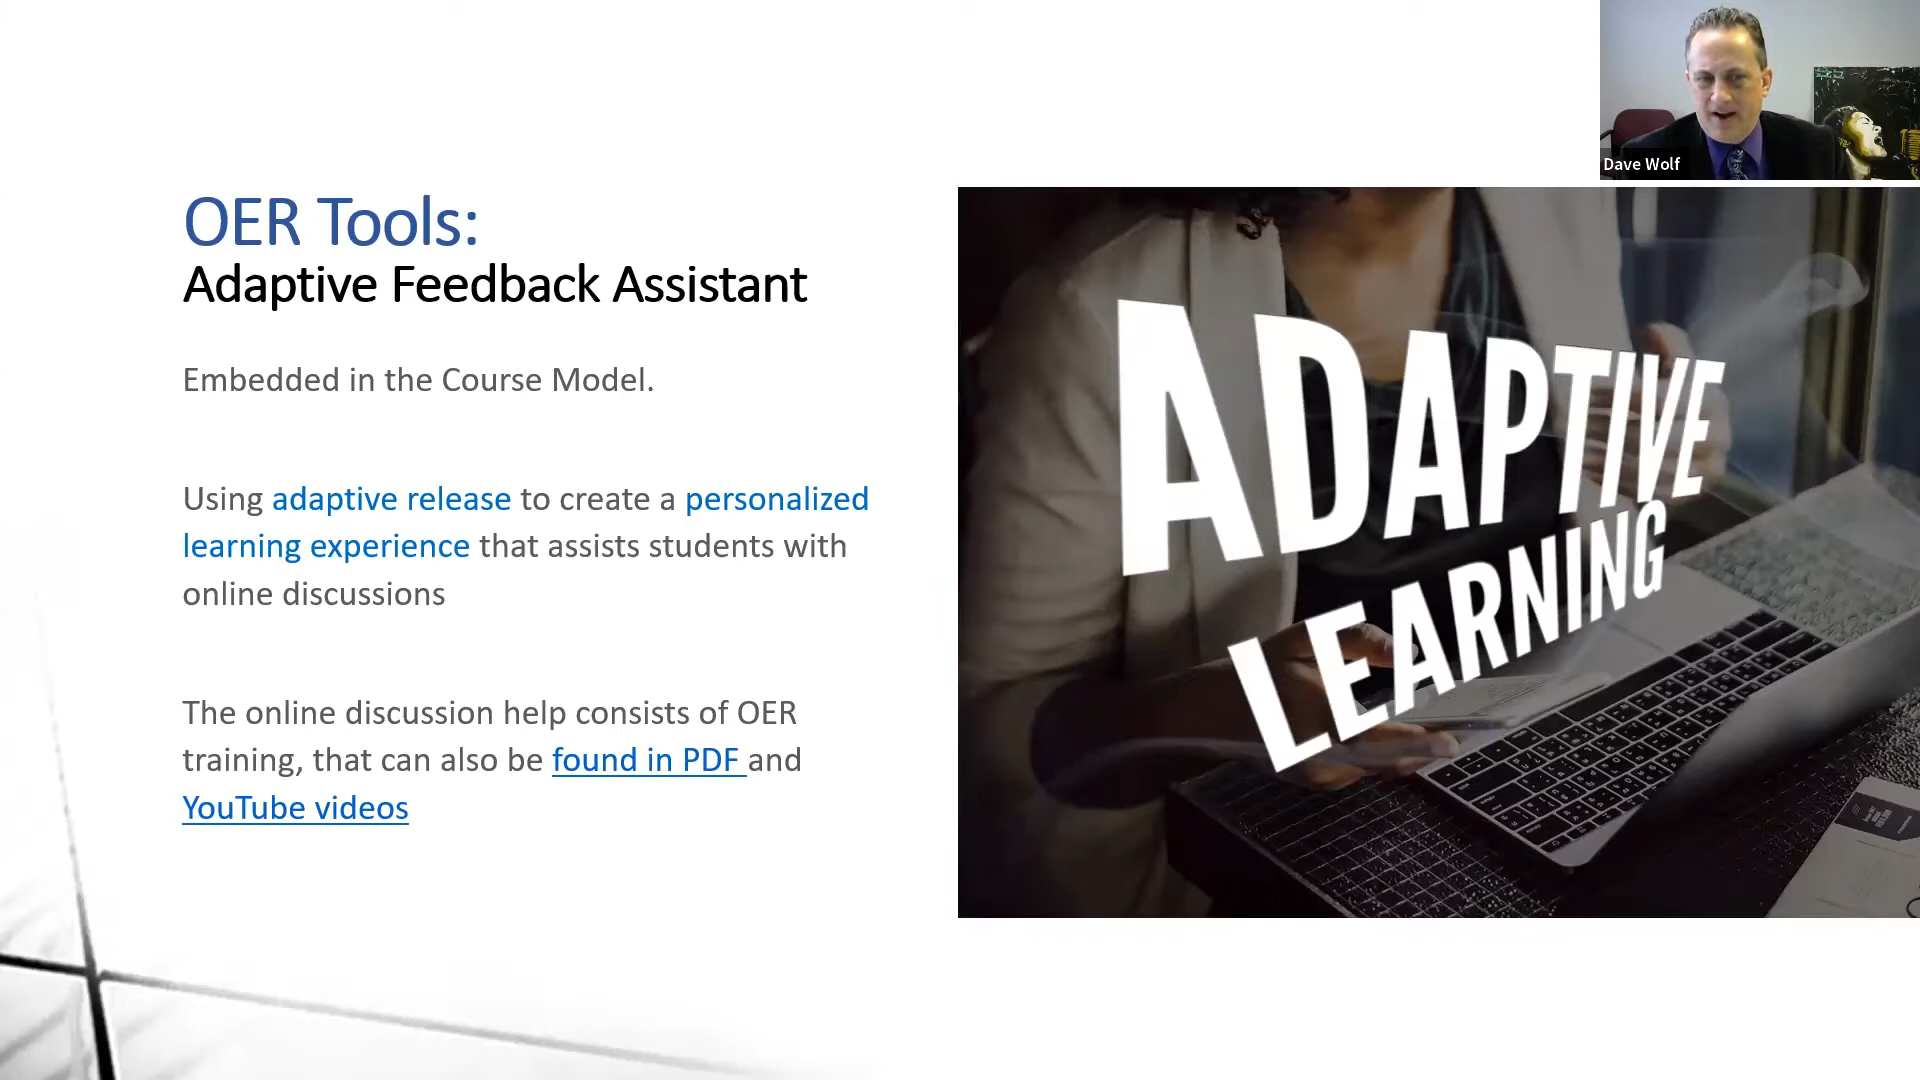 Dave Wolf
OER Tools:
Adaptive Feedback Assistant
Embedded in the Course Model.
Using adaptive release to create a personalized
learning experience that assists students with
online discussions
The online discussion help consists of OER
training, that can also be found in PDF and
YouTube videos
ADAPTIVE
LEARNING